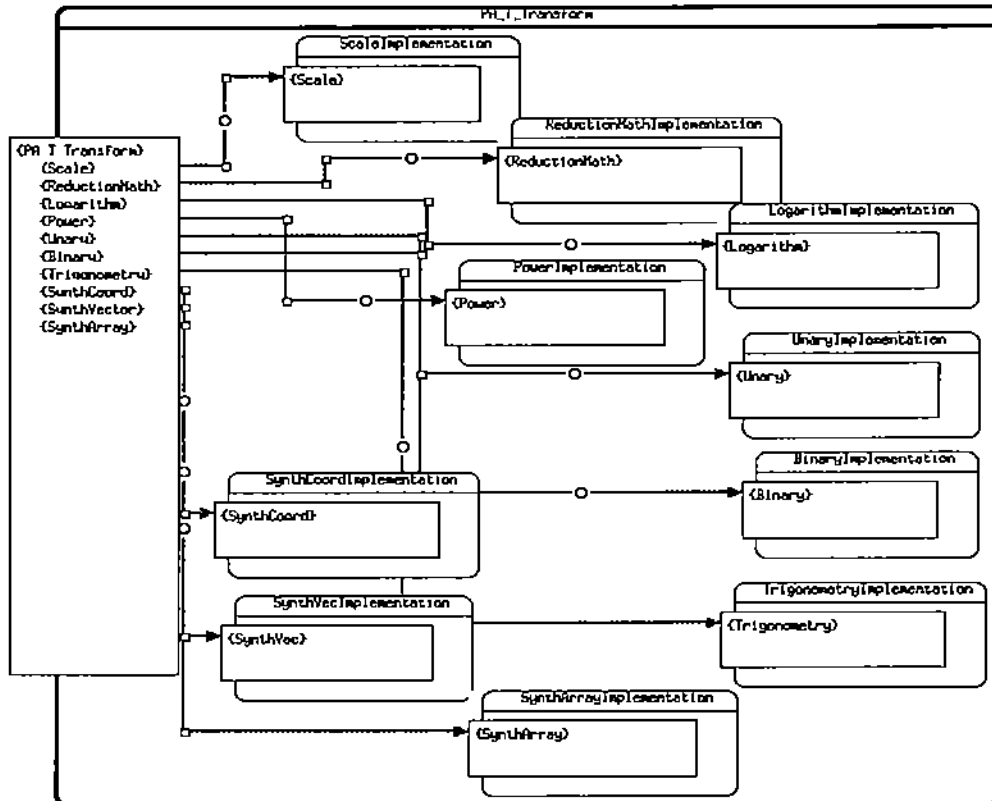 PA_T_Transform
ScaleImplementation
{Scale}
ReductionMathImplementation
{ReductionMath}
{PA T Transform}
{Scale}
{ReductionMath}
{Logarithm}
{Power}
{Unary}
{Binary}
{Trigonometry}
{SynthCoord}
{SynthVector}
{SynthArray}
LogarithmImplementation
{Logarithm}
PowerImplementation
{Power}
UnaryImplementation
{Unary}
BinaryImplementation
{Binary}
SynthCoordImplementation
{SynthCoord}
TrigonometryImplementation
{Trigonometry}
SynthVecImplementation
{SynthVec}
SynthArrayImplementation
{SynthArray}